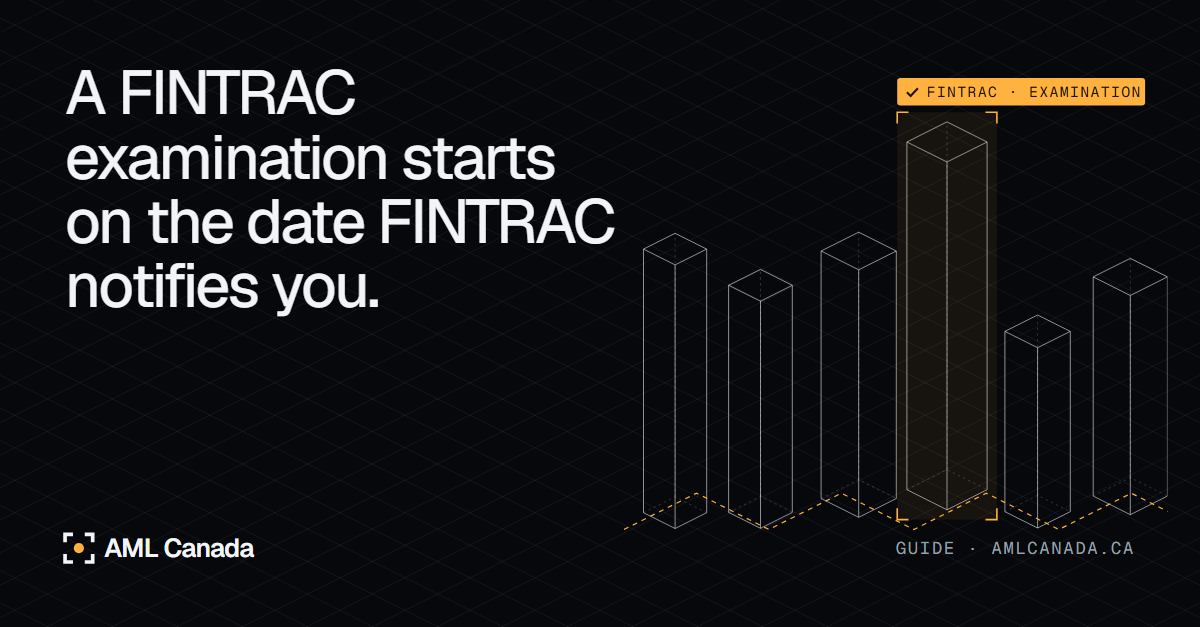 A FINTRAC
examination starts
on the date FINTRAC
notifies you.
FINTRAC · EXAMINATION
AML Canada
GUIDE · AMLCANADA.CA